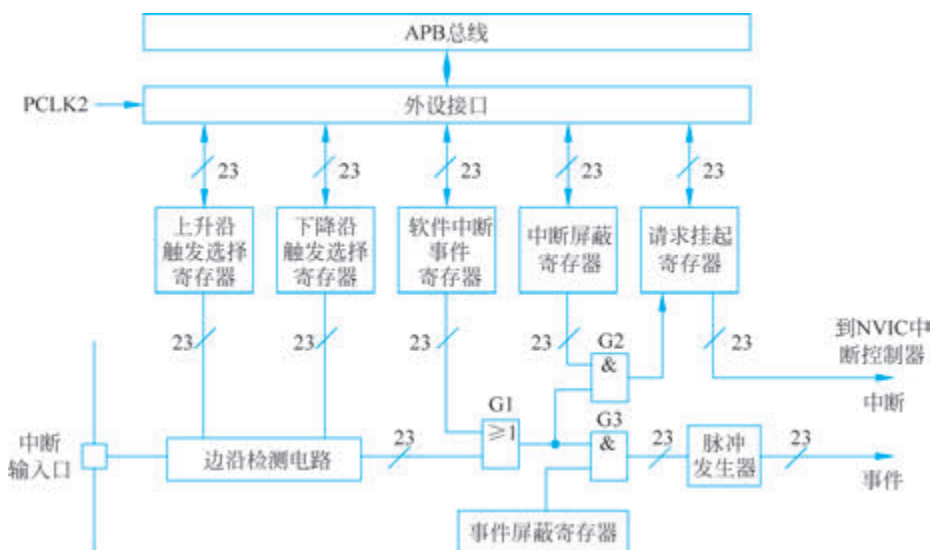 APB总线
PCLK2
外设接口
23
23
23
23
23
上升沿
触发选择
寄存器
下降沿
触发选择
寄存器
软件中断
事件
寄存器
中断屏蔽
寄存器
请求挂起
寄存器
23
23
23
23
23
到NVIC中
断控制器
中断
G2
&
G1
≥1
G3
&
中断
输入口
边沿检测电路
23
23
脉冲
发生器
23
事件
事件屏蔽寄存器